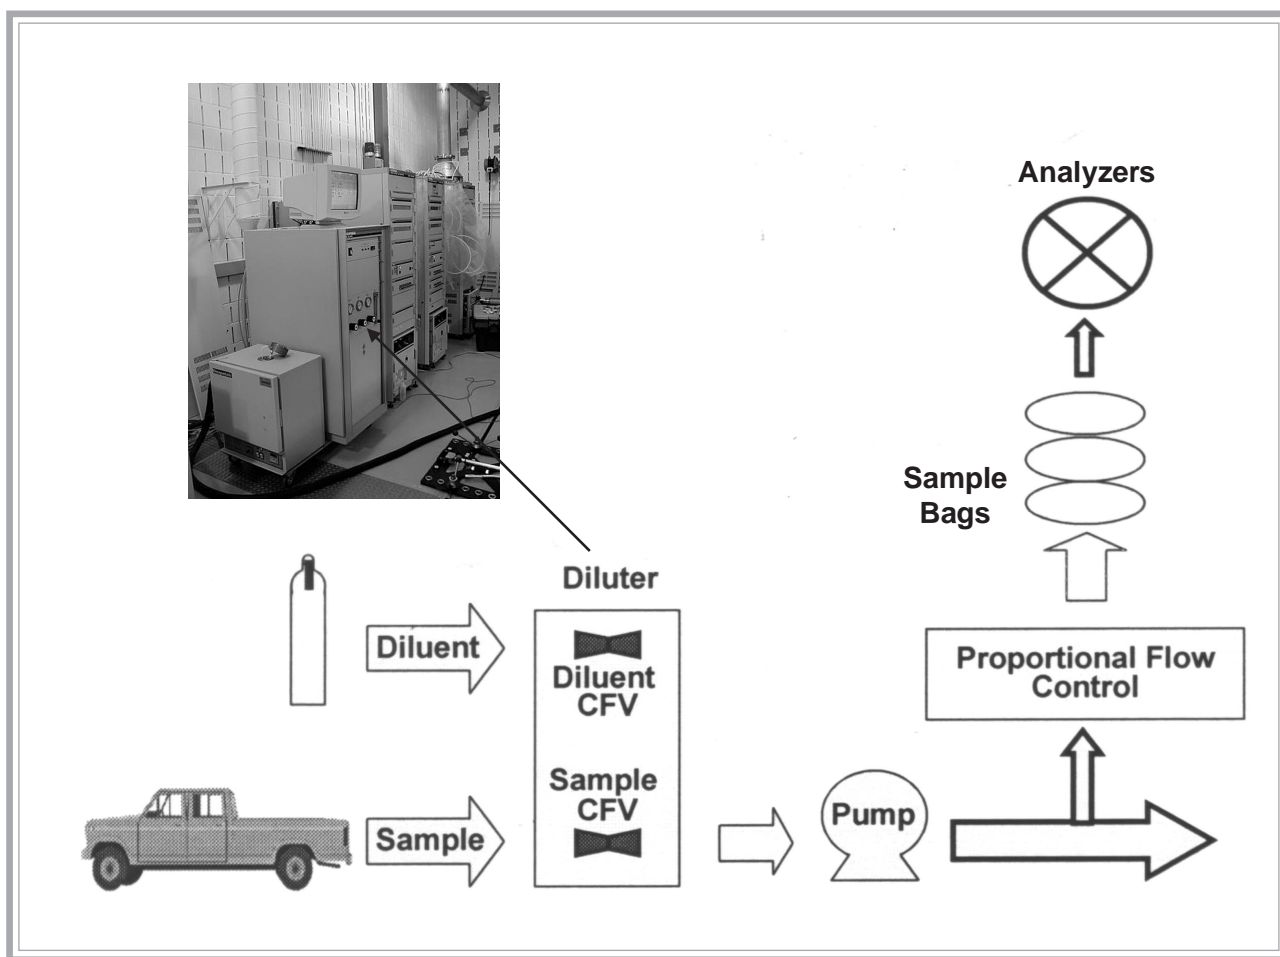 Analyzers
Sample
Bags
Diluter
Diluent
Diluent
CFV
Proportional Flow
Control
Sample
CFV
Sample
Pump